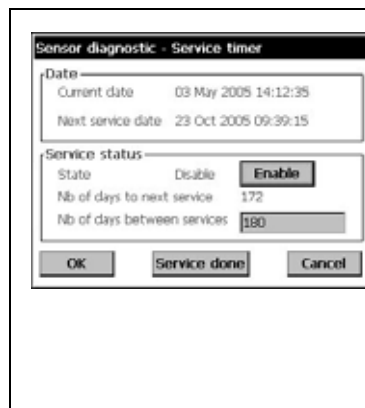 Sensor diagnostic - Service timer
Date
Current date 03 May 2005 14:12:35
Next service date 23 Oct 2005 09:39:15
Service status
State Disable Enable
Nb of days to next service 172
Nb of days between services 180
OK Service done Cancel